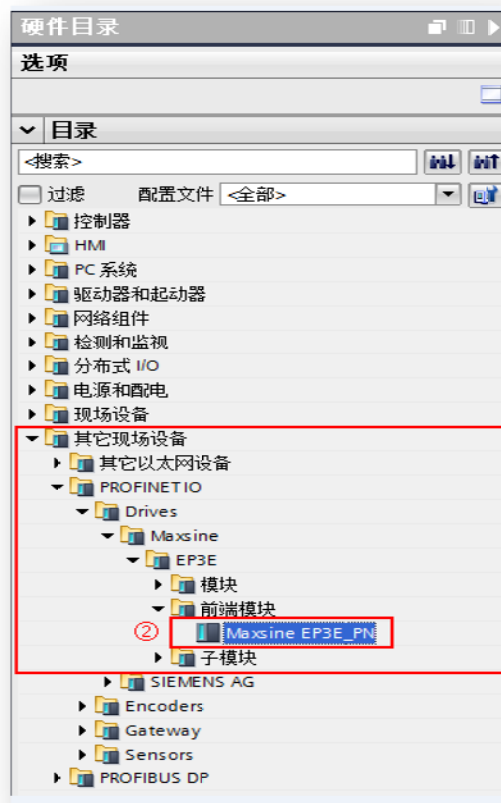 硬件目录
选项
目录
<搜索>
过滤 配置文件 <全部>
控制器
HMI
PC 系统
驱动器和起动器
网络组件
检测和监视
分布式 I/O
电源和配电
现场设备
其它现场设备
其它以太网设备
PROFINET IO
Drives
Maxsine
EP3E
模块
前端模块
② Maxsine EP3E_PN
子模块
SIEMENS AG
Encoders
Gateway
Sensors
PROFIBUS DP